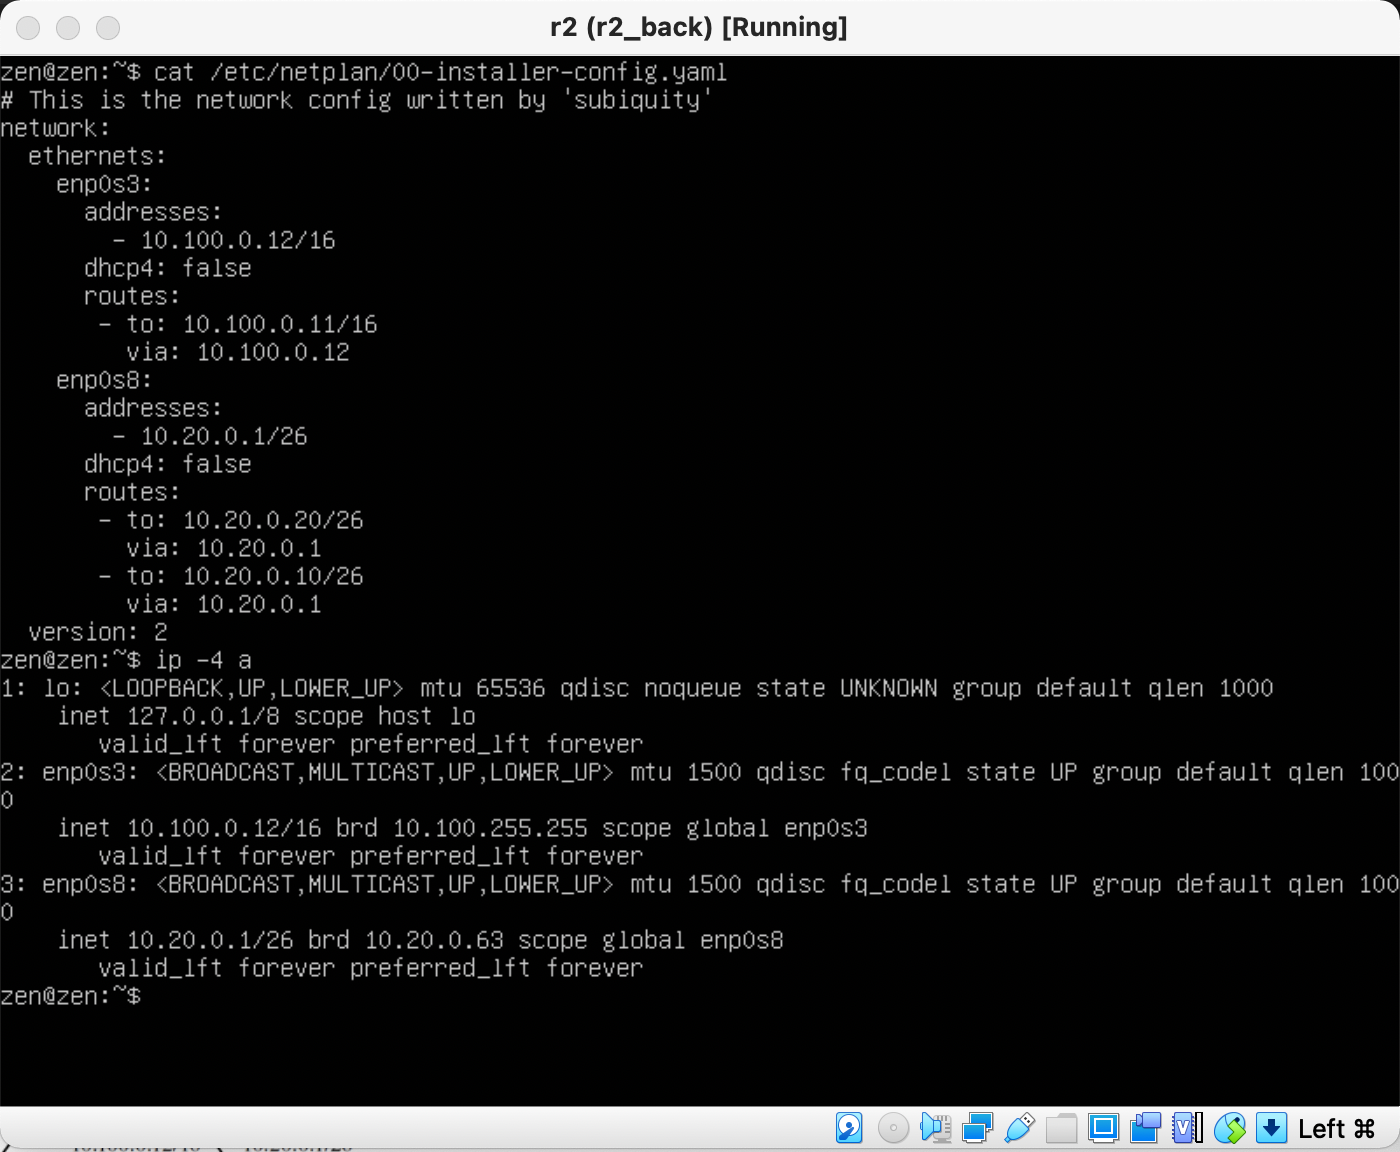 r2 (r2_back) [Running]
zen@zen:~$ cat /etc/netplan/00-installer-config.yaml
# This is the network config written by 'subiquity'
network:
  ethernets:
    enp0s3:
      addresses:
        - 10.100.0.12/16
      dhcp4: false
      routes:
       - to: 10.100.0.11/16
         via: 10.100.0.12
    enp0s8:
      addresses:
        - 10.20.0.1/26
      dhcp4: false
      routes:
       - to: 10.20.0.20/26
         via: 10.20.0.1
       - to: 10.20.0.10/26
         via: 10.20.0.1
  version: 2
zen@zen:~$ ip -4 a
1: lo: <LOOPBACK,UP,LOWER_UP> mtu 65536 qdisc noqueue state UNKNOWN group default qlen 1000
    inet 127.0.0.1/8 scope host lo
       valid_lft forever preferred_lft forever
2: enp0s3: <BROADCAST,MULTICAST,UP,LOWER_UP> mtu 1500 qdisc fq_codel state UP group default qlen 100
0
    inet 10.100.0.12/16 brd 10.100.255.255 scope global enp0s3
       valid_lft forever preferred_lft forever
3: enp0s8: <BROADCAST,MULTICAST,UP,LOWER_UP> mtu 1500 qdisc fq_codel state UP group default qlen 100
0
    inet 10.20.0.1/26 brd 10.20.0.63 scope global enp0s8
       valid_lft forever preferred_lft forever
zen@zen:~$
Left ⌘